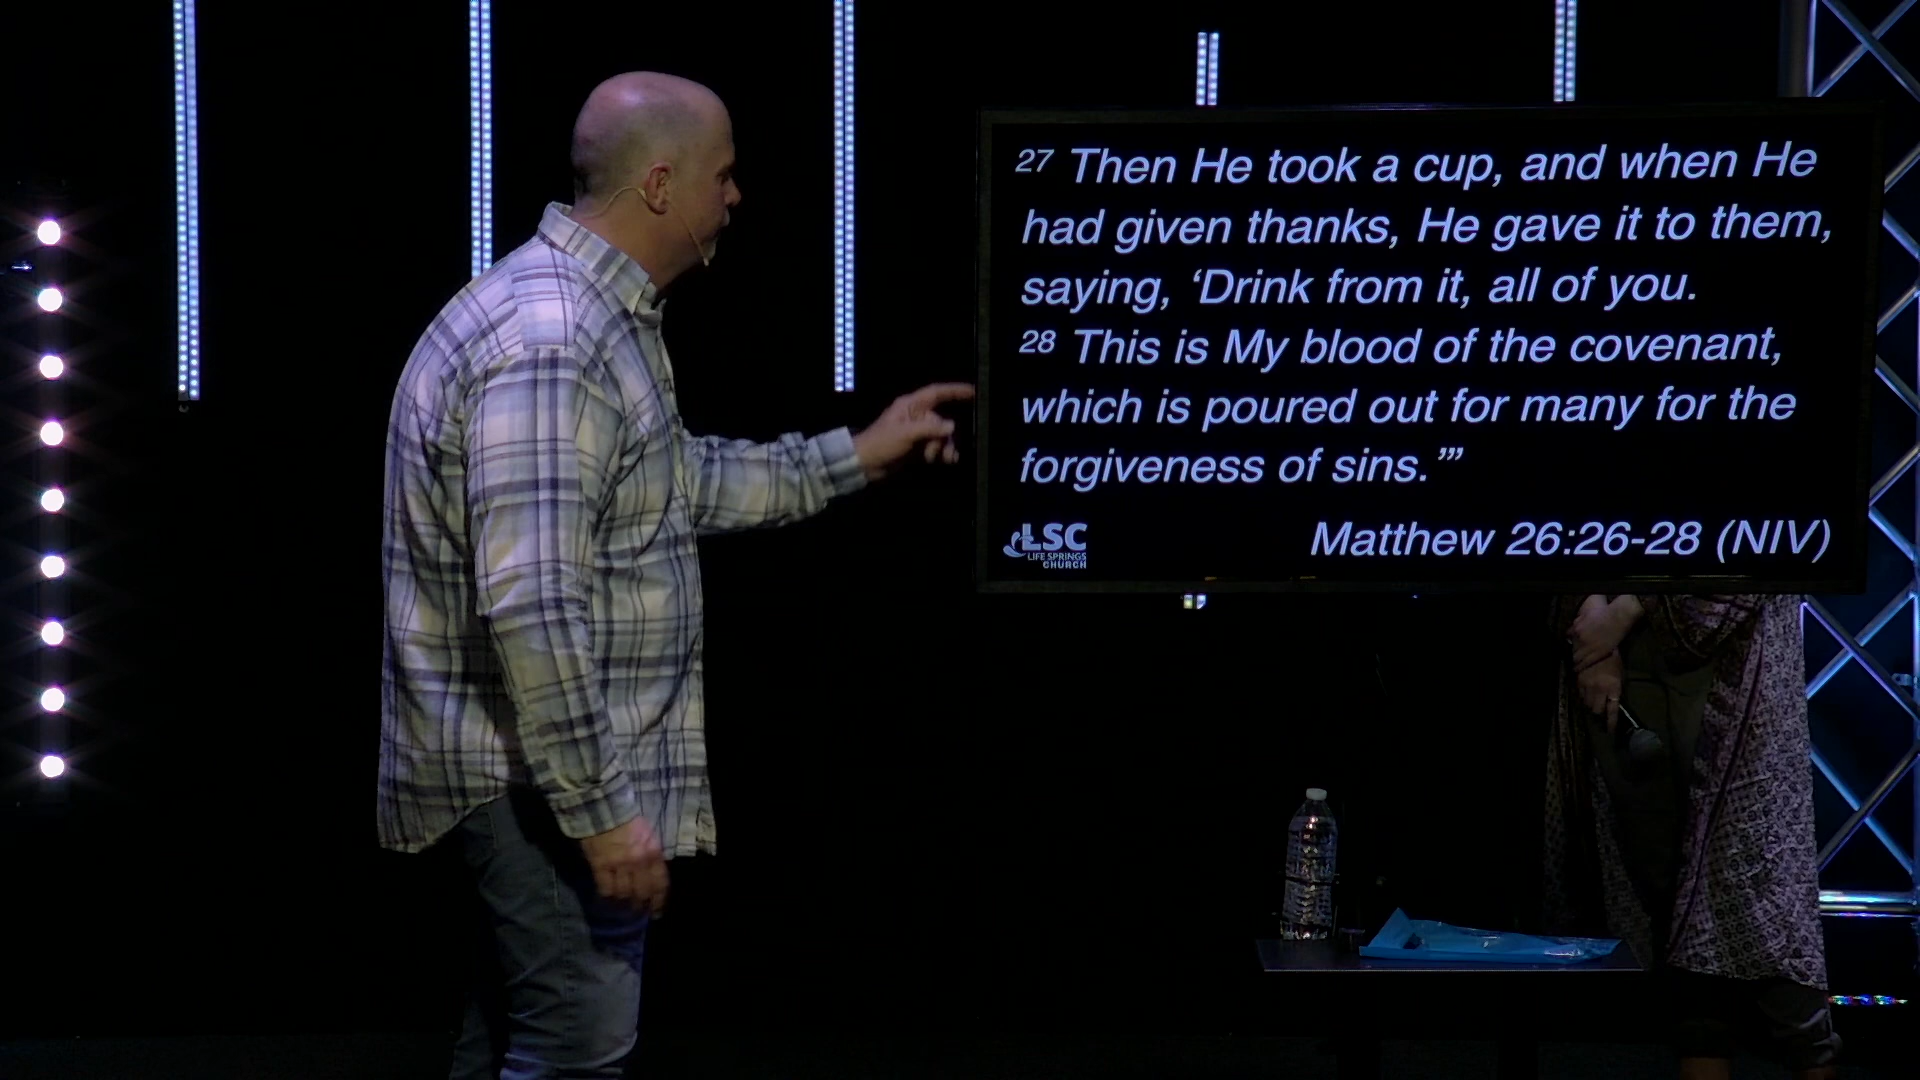 27 Then He took a cup, and when He
had given thanks, He gave it to them,
saying, ‘Drink from it, all of you.
28 This is My blood of the covenant,
which is poured out for many for the
forgiveness of sins.’”
LSC
LIFE SPRINGS
CHURCH
Matthew 26:26-28 (NIV)